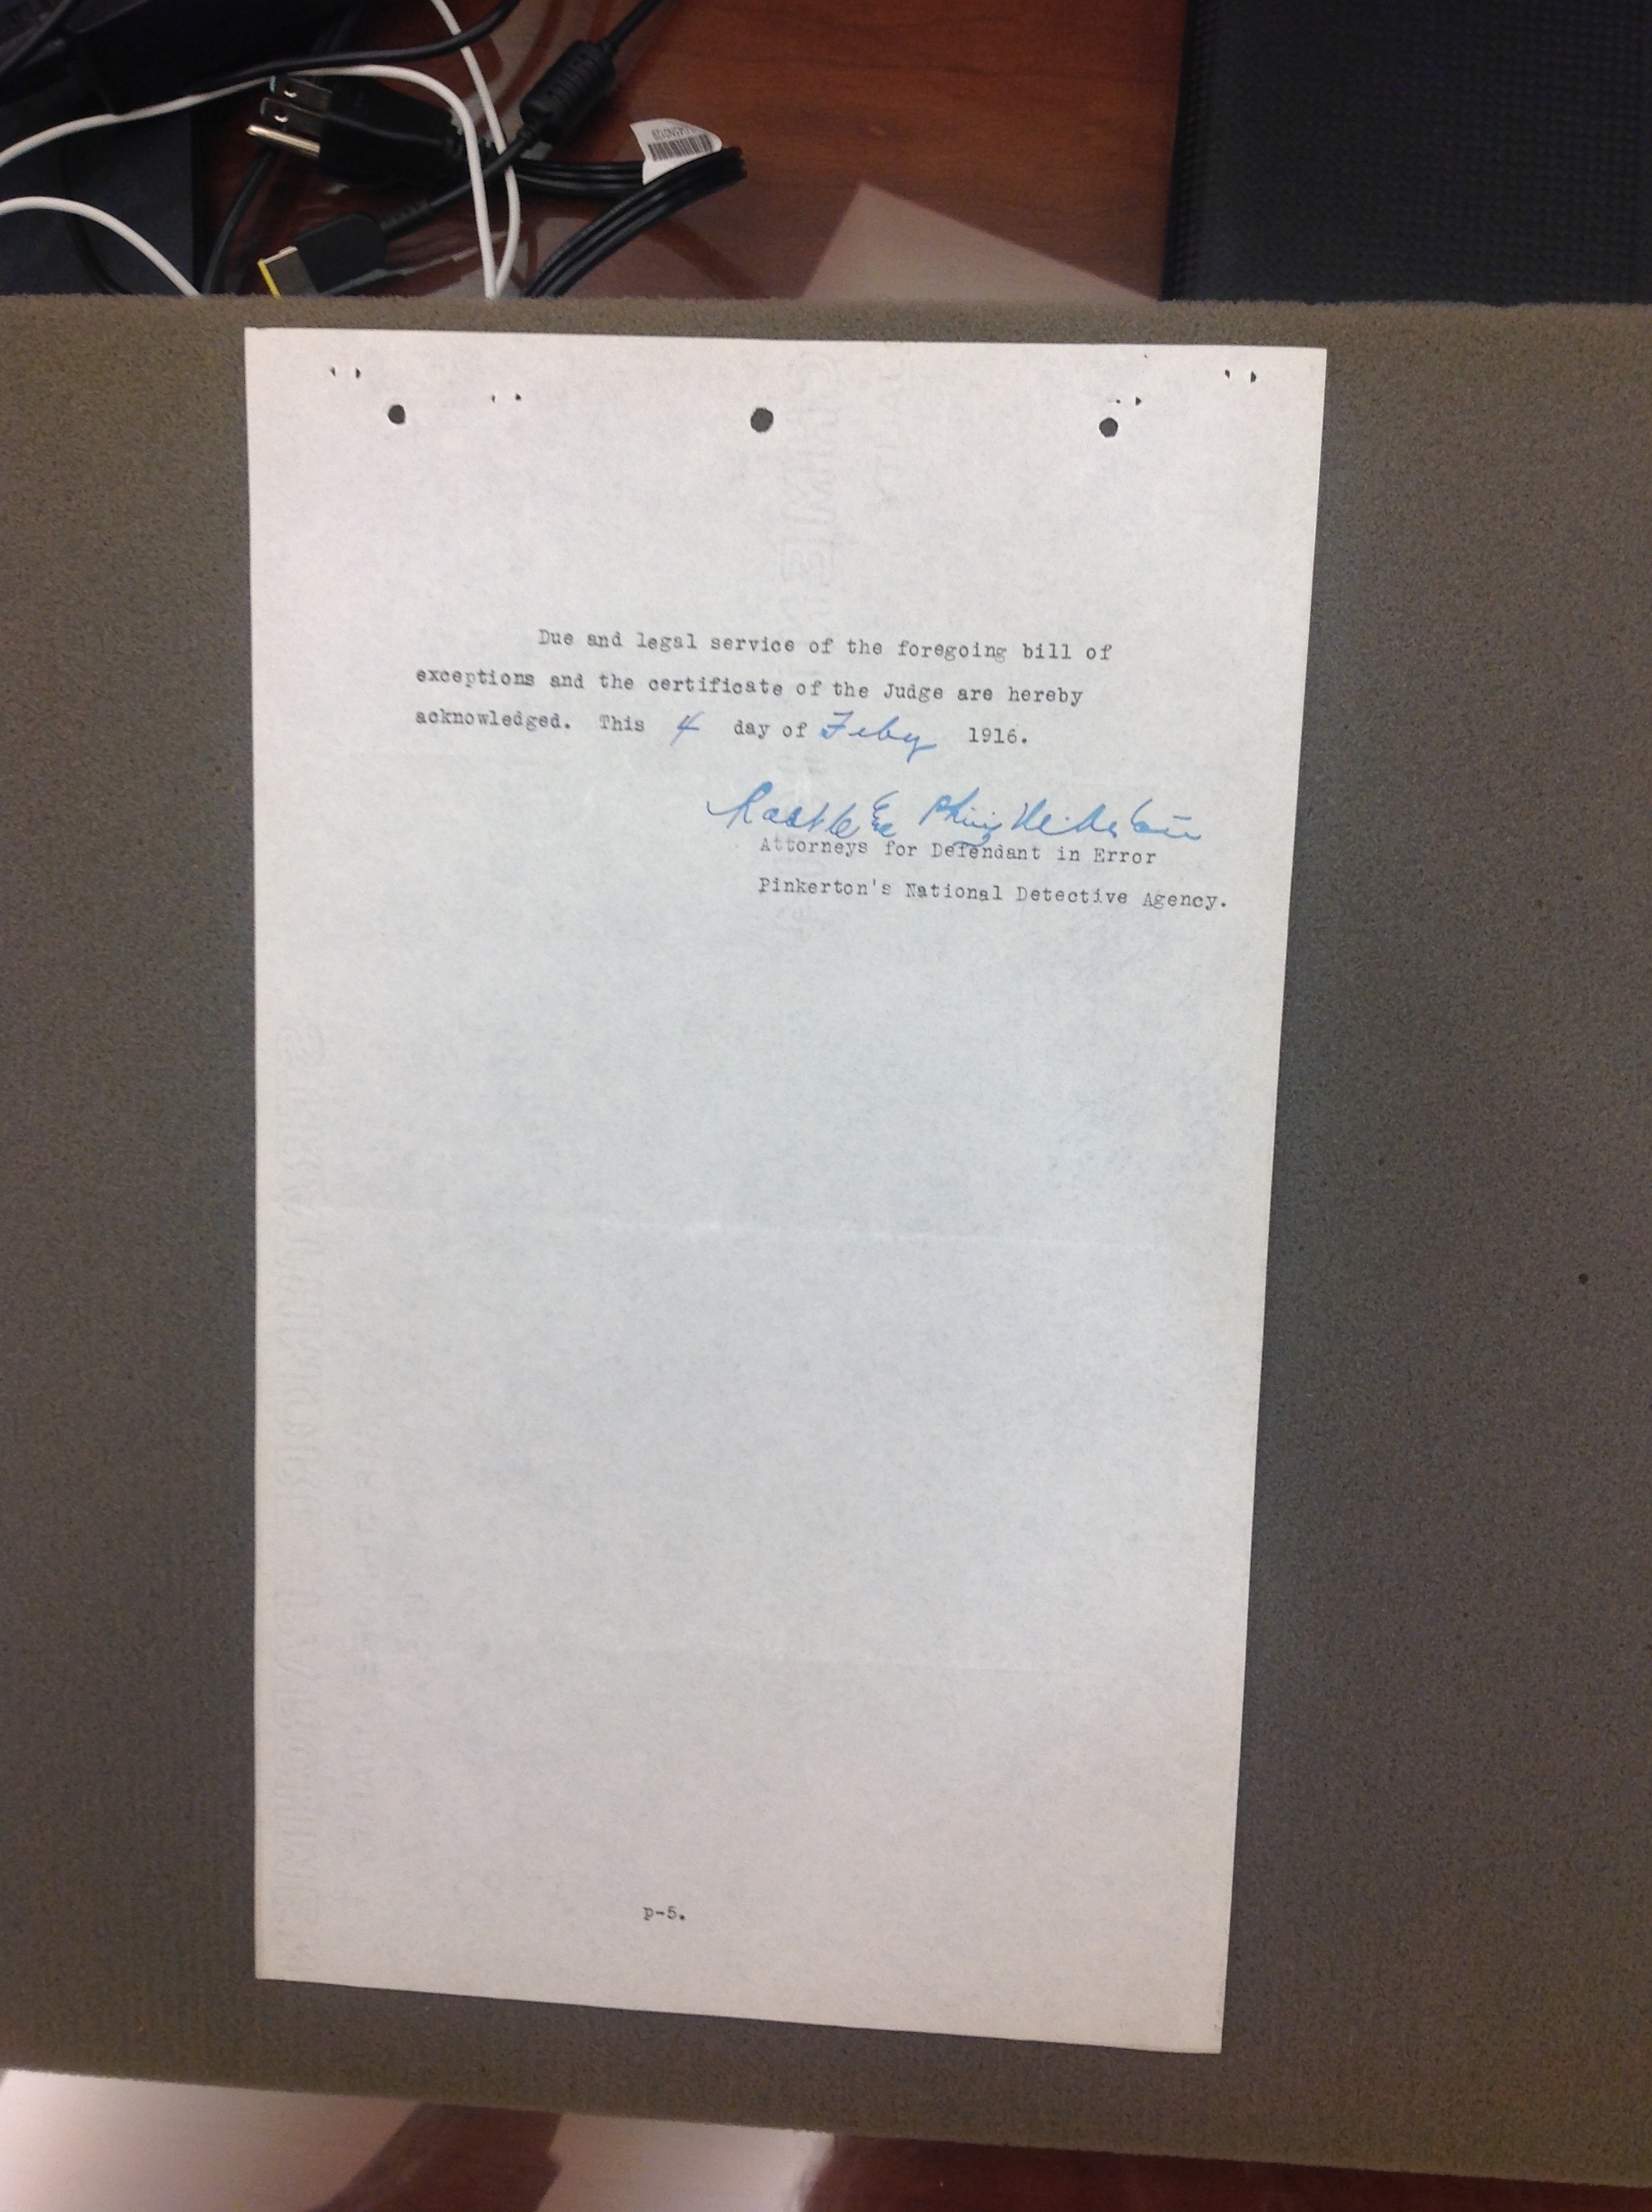 Due and legal service of the foregoing bill of
exceptions and the certificate of the Judge are hereby
acknowledged. This 4 day of Feby 1916.
Attorneys for Defendant in Error
Pinkerton's National Detective Agency.
p-5.